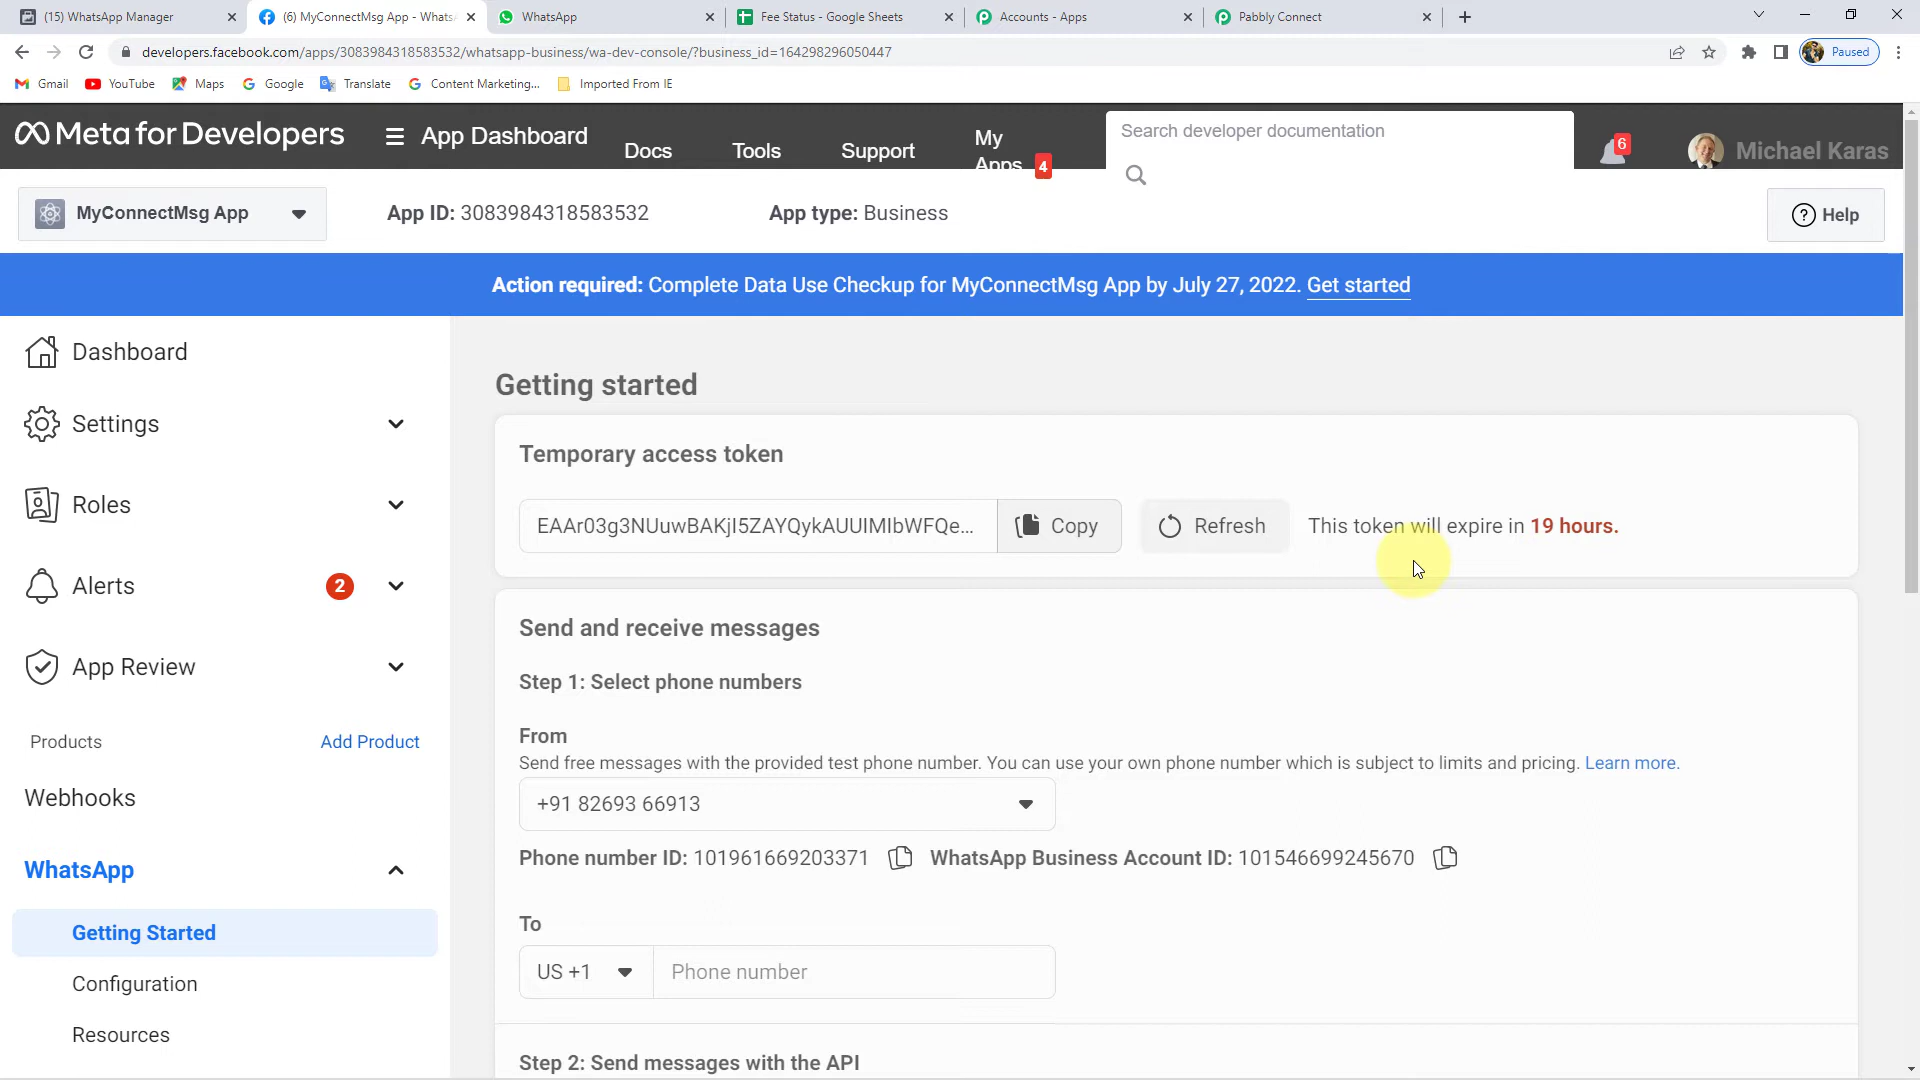 (15) WhatsApp Manager
(6) MyConnectMsg App - Whats
WhatsApp
Fee Status - Google Sheets
Accounts - Apps
Pabbly Connect
developers.facebook.com/apps/3083984318583532/whatsapp-business/wa-dev-console/?business_id=164298296050447
Paused
Gmail
YouTube
Maps
Google
Translate
Content Marketing...
Imported From IE
Meta for Developers
App Dashboard
Docs
Tools
Support
My Apps
4
Search developer documentation
6
Michael Karas
MyConnectMsg App
App ID: 3083984318583532
App type: Business
Help
Action required: Complete Data Use Checkup for MyConnectMsg App by July 27, 2022. Get started
Dashboard
Settings
Roles
Alerts
2
App Review
Products
Add Product
Webhooks
WhatsApp
Getting Started
Configuration
Resources
Getting started
Temporary access token
EAAr03g3NUuwBAKjI5ZAYQykAUUIMIbWFQe...
Copy
Refresh
This token will expire in 19 hours.
Send and receive messages
Step 1: Select phone numbers
From
Send free messages with the provided test phone number. You can use your own phone number which is subject to limits and pricing. Learn more.
+91 82693 66913
Phone number ID: 101961669203371
WhatsApp Business Account ID: 101546699245670
To
US +1
Phone number
Step 2: Send messages with the API